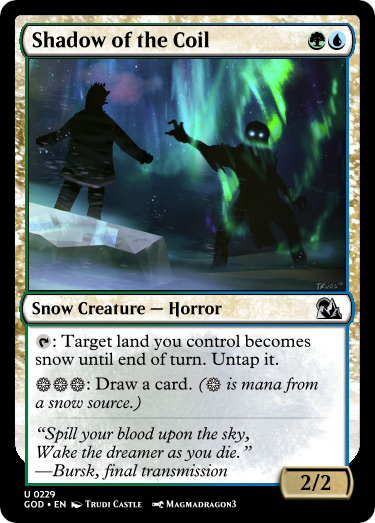 Shadow of the Coil
Snow Creature — Horror
: Target land you control becomes
snow until end of turn. Untap it.
: Draw a card. ( is mana from
a snow source.)
“Spill your blood upon the sky,
Wake the dreamer as you die.”
—Bursk, final transmission
2/2
U 0229
GOD • EN Trudi Castle Magmadragon3